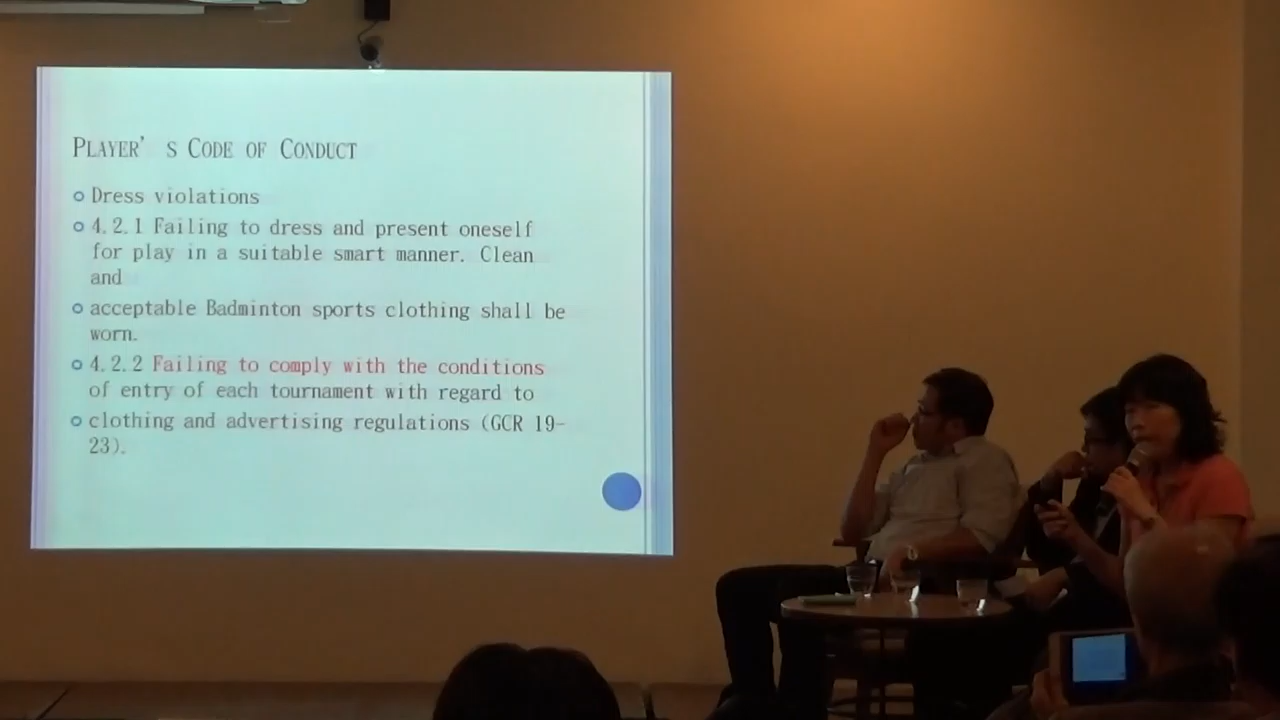 Player's Code of Conduct
Dress violations
4.2.1 Failing to dress and present oneself
for play in a suitable smart manner. Clean
and
acceptable Badminton sports clothing shall be
worn.
4.2.2 Failing to comply with the conditions
of entry of each tournament with regard to
clothing and advertising regulations (GCR 19-
23).